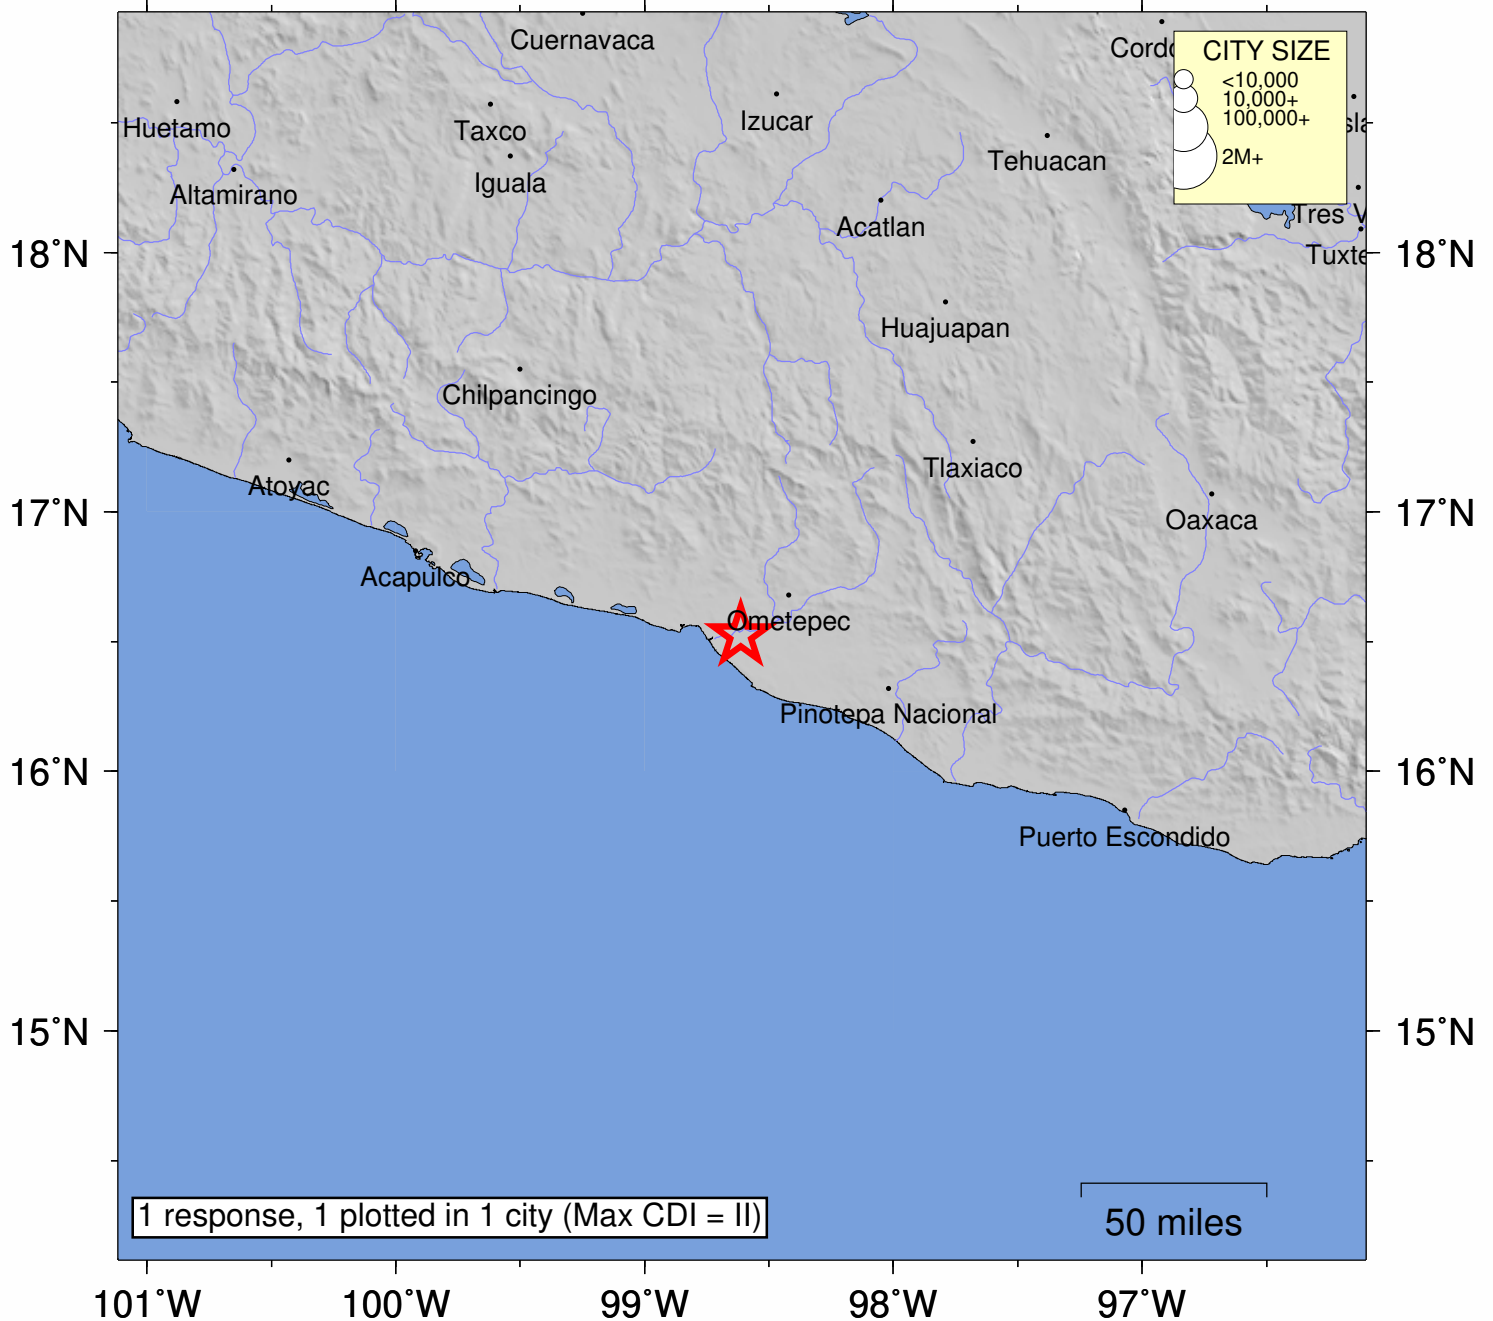 Cuernavaca
CITY SIZE
<10,000
10,000+
100,000+
2M+
Huetamo
Taxco
Izucar
Tehuacan
Iguala
Altamirano
Acatlan
Tres V
18°N
18°N
Huajuapan
Chilpancingo
Tlaxiaco
Atoyac
17°N
17°N
Oaxaca
Acapulco
Ometepec
Pinotepa Nacional
16°N
16°N
Puerto Escondido
15°N
15°N
1 response, 1 plotted in 1 city (Max CDI = II)
50 miles
101°W
100°W
99°W
98°W
97°W